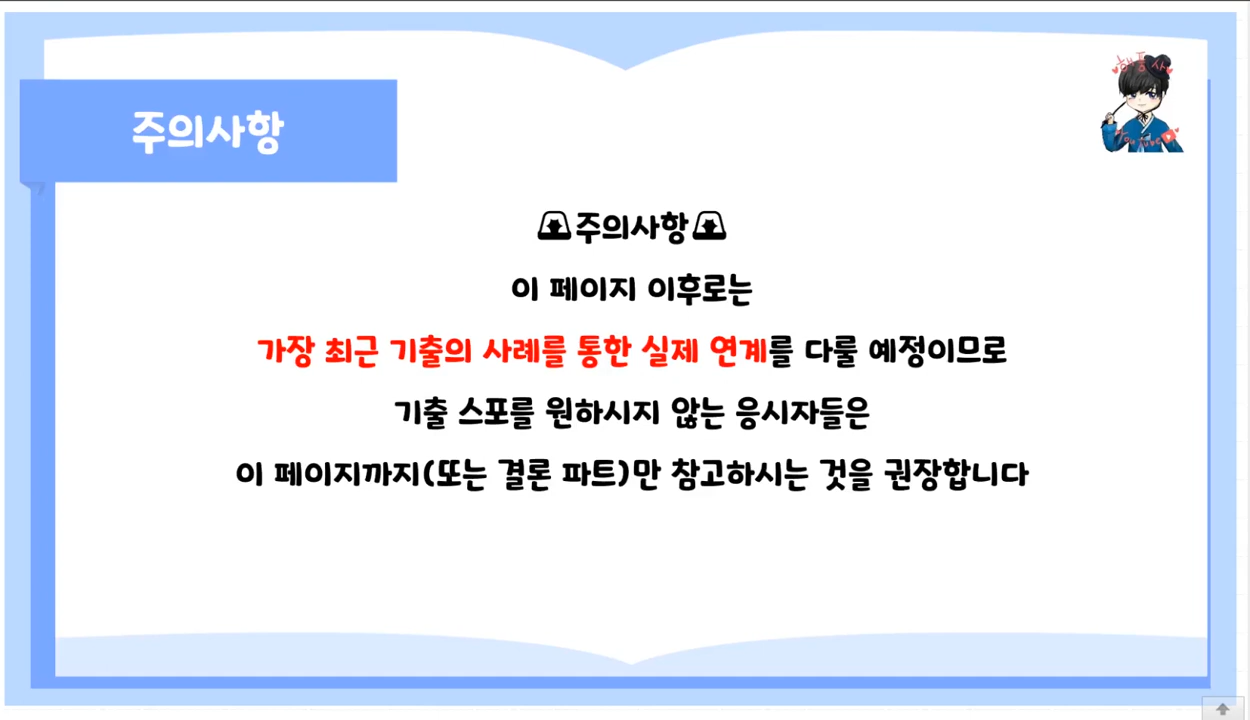 해풍사
주의사항
YouTube
🚨주의사항🚨
이 페이지 이후로는
가장 최근 기출의 사례를 통한 실제 연계를 다룰 예정이므로
기출 스포를 원하시지 않는 응시자들은
이 페이지까지(또는 결론 파트)만 참고하시는 것을 권장합니다